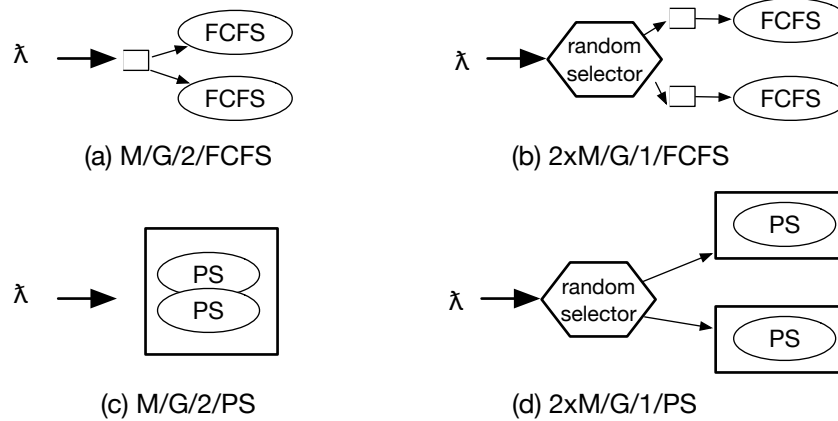 ƛ
FCFS
FCFS
(a) M/G/2/FCFS
ƛ
random
selector
FCFS
FCFS
(b) 2xM/G/1/FCFS
ƛ
PS
PS
(c) M/G/2/PS
ƛ
random
selector
PS
PS
(d) 2xM/G/1/PS